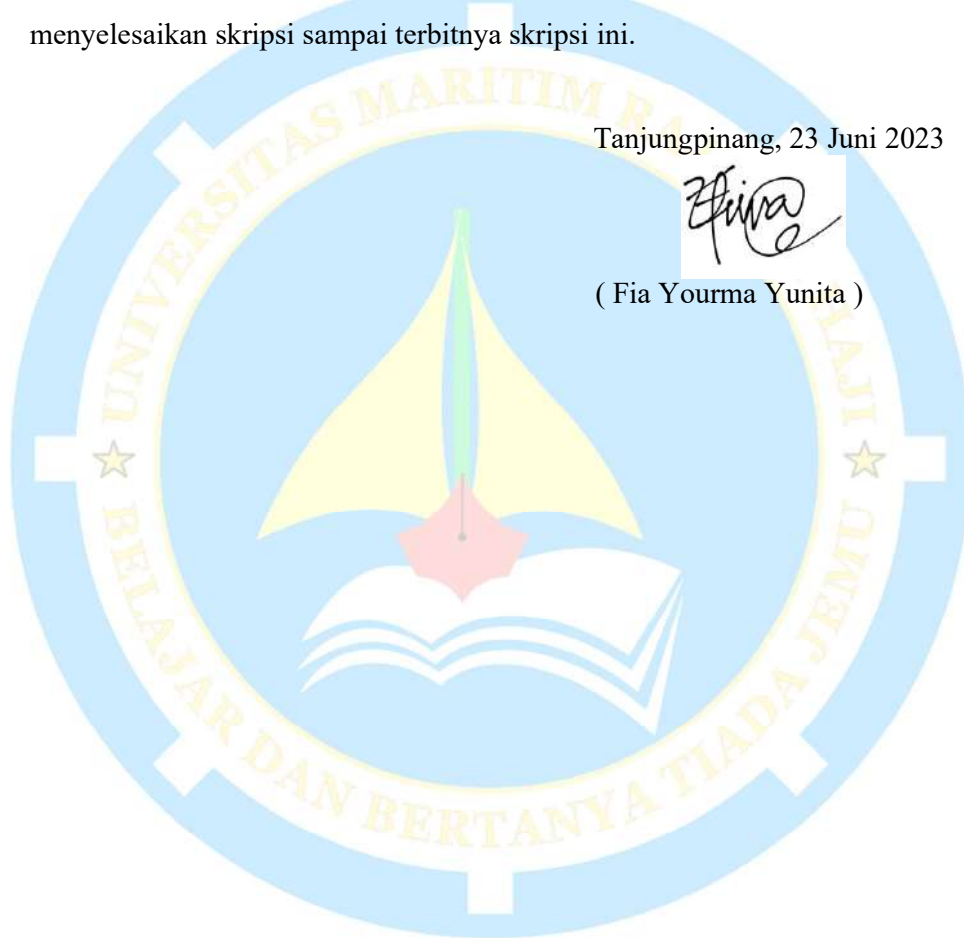 menyelesaikan skripsi sampai terbitnya skripsi ini.
Tanjungpinang, 23 Juni 2023
( Fia Yourma Yunita )
UNIVERSITAS MARITIM RAJA HAJI
BELAJAR DAN BERTANYA TIADA JEMU